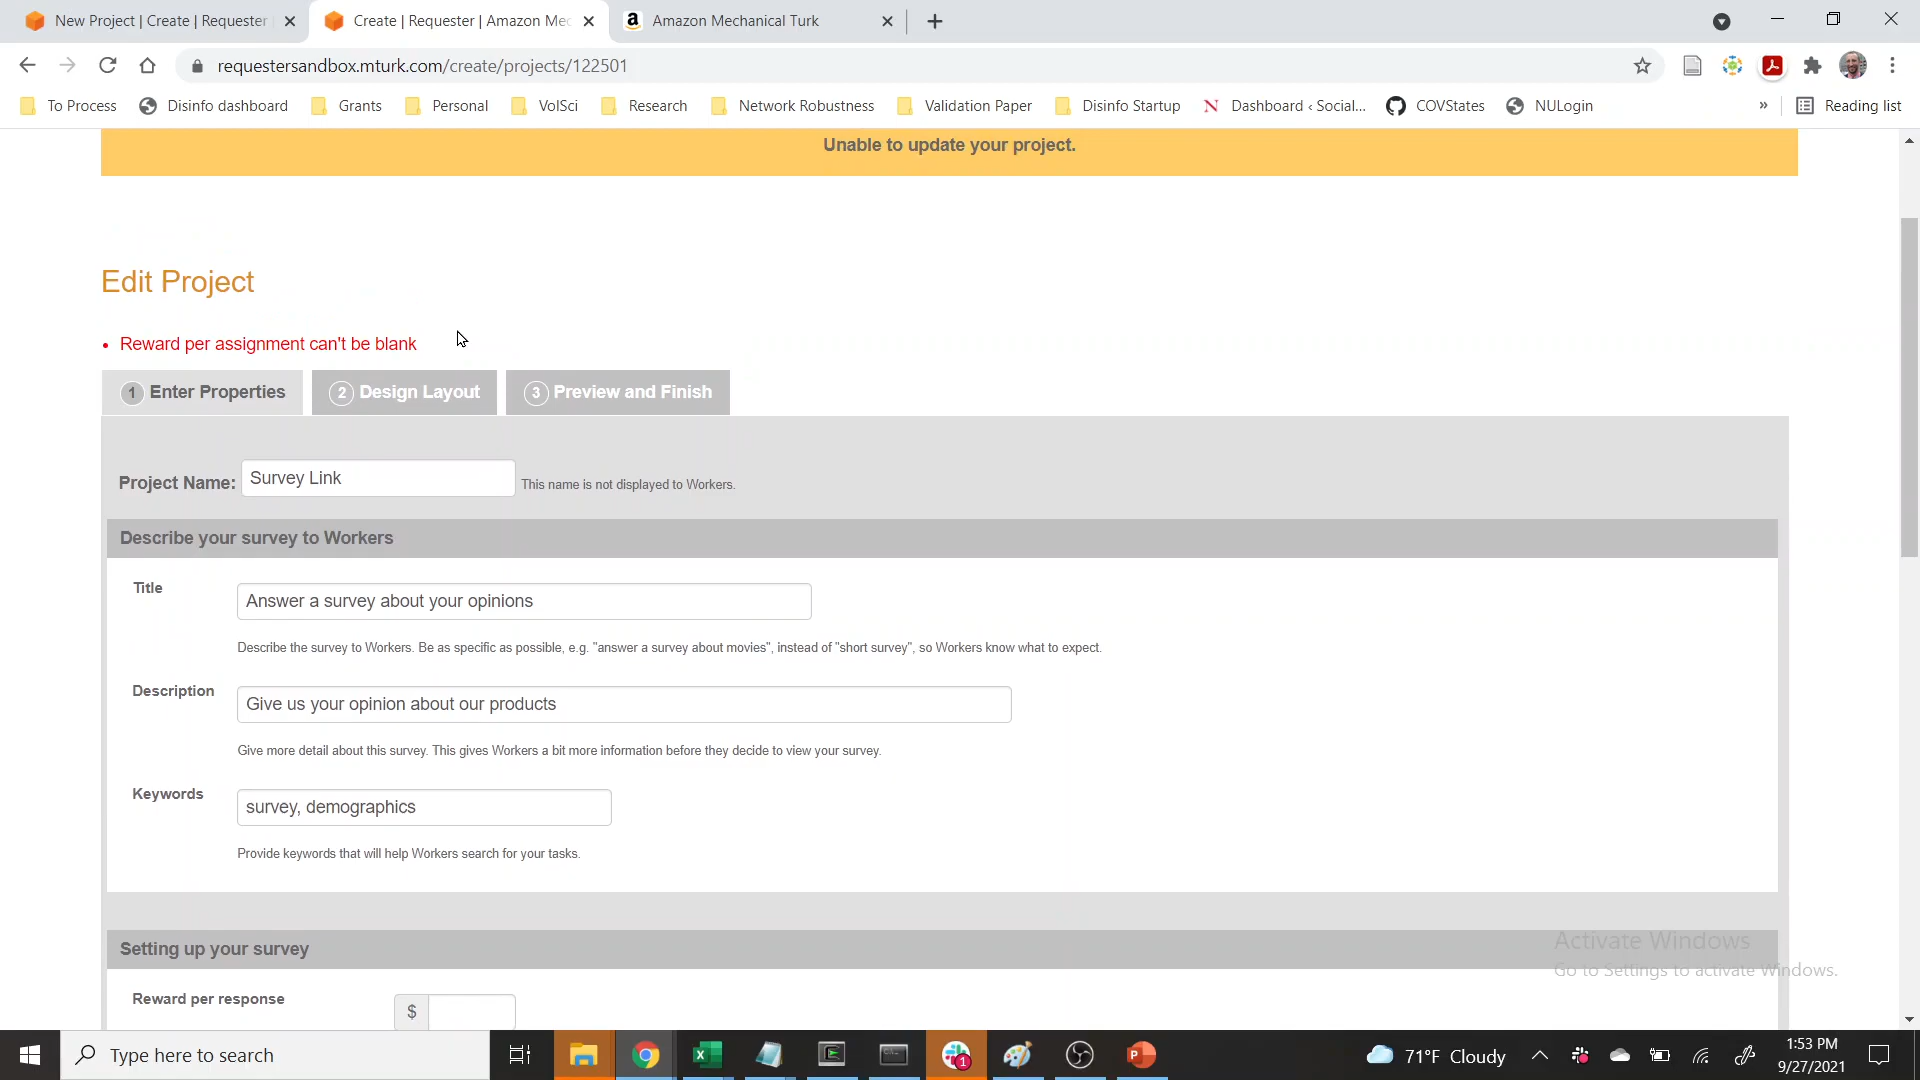 New Project | Create | Requester
Create | Requester | Amazon Me
Amazon Mechanical Turk
requestersandbox.mturk.com/create/projects/122501
To Process
Disinfo dashboard
Grants
Personal
VolSci
Research
Network Robustness
Validation Paper
Disinfo Startup
Dashboard ‹ Social...
COVStates
NULogin
»
Reading list
Unable to update your project.
Edit Project
• Reward per assignment can't be blank
1 Enter Properties
2 Design Layout
3 Preview and Finish
Project Name: Survey Link This name is not displayed to Workers.
Describe your survey to Workers
Title
Answer a survey about your opinions
Describe the survey to Workers. Be as specific as possible, e.g. "answer a survey about movies", instead of "short survey", so Workers know what to expect.
Description
Give us your opinion about our products
Give more detail about this survey. This gives Workers a bit more information before they decide to view your survey.
Keywords
survey, demographics
Provide keywords that will help Workers search for your tasks.
Setting up your survey
Activate Windows
Go to Settings to activate Windows.
Reward per response
$
Type here to search
1
71°F Cloudy
1:53 PM
9/27/2021